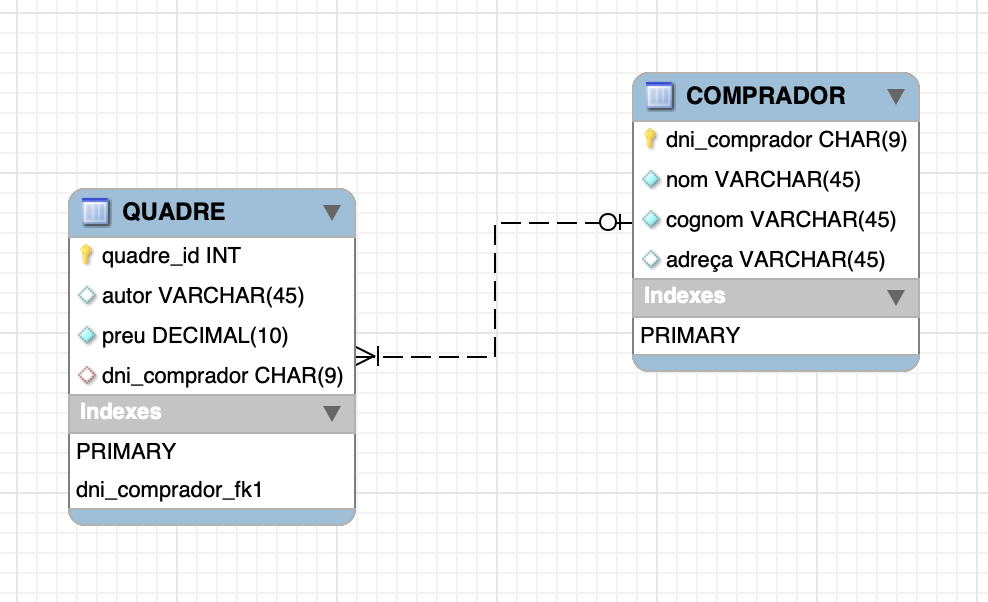 QUADRE
quadre_id INT
autor VARCHAR(45)
preu DECIMAL(10)
dni_comprador CHAR(9)
Indexes
PRIMARY
dni_comprador_fk1
COMPRADOR
dni_comprador CHAR(9)
nom VARCHAR(45)
cognom VARCHAR(45)
adreça VARCHAR(45)
Indexes
PRIMARY